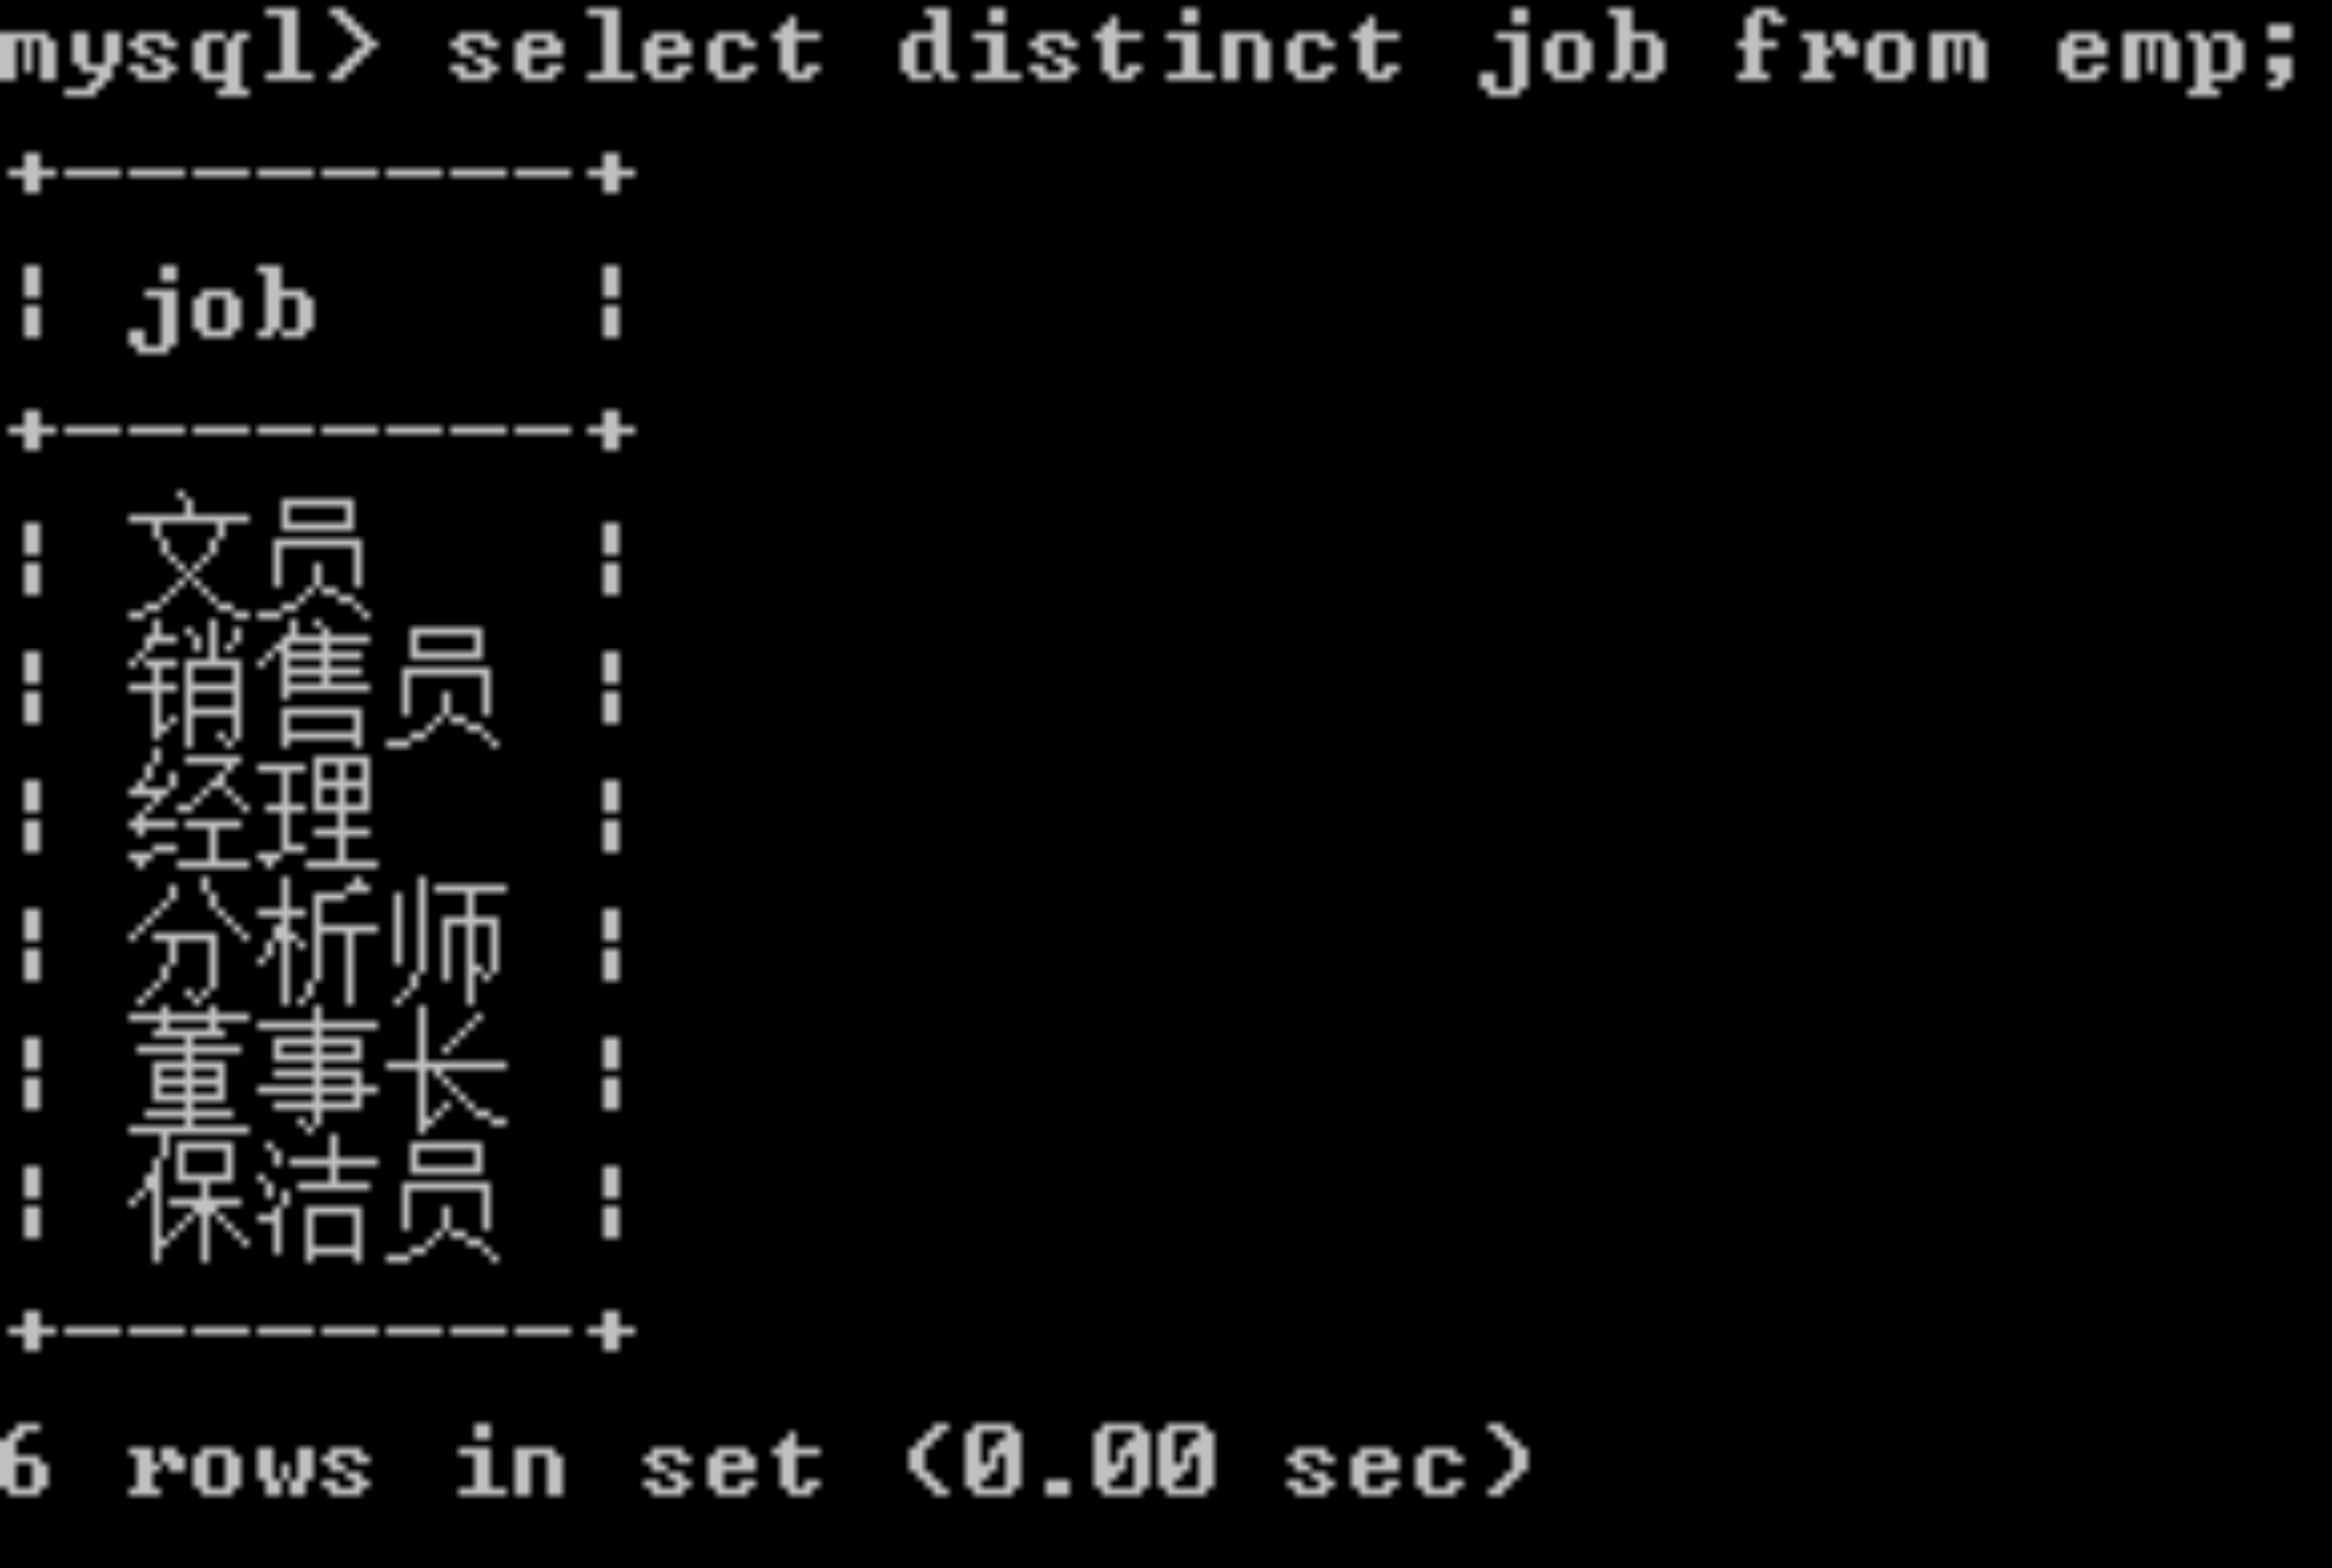 mysql> select distinct job from emp;
+---------+
| job     |
+---------+
| 文员    |
| 销售员  |
| 经理    |
| 分析师  |
| 董事长  |
| 保洁员  |
+---------+
6 rows in set (0.00 sec)